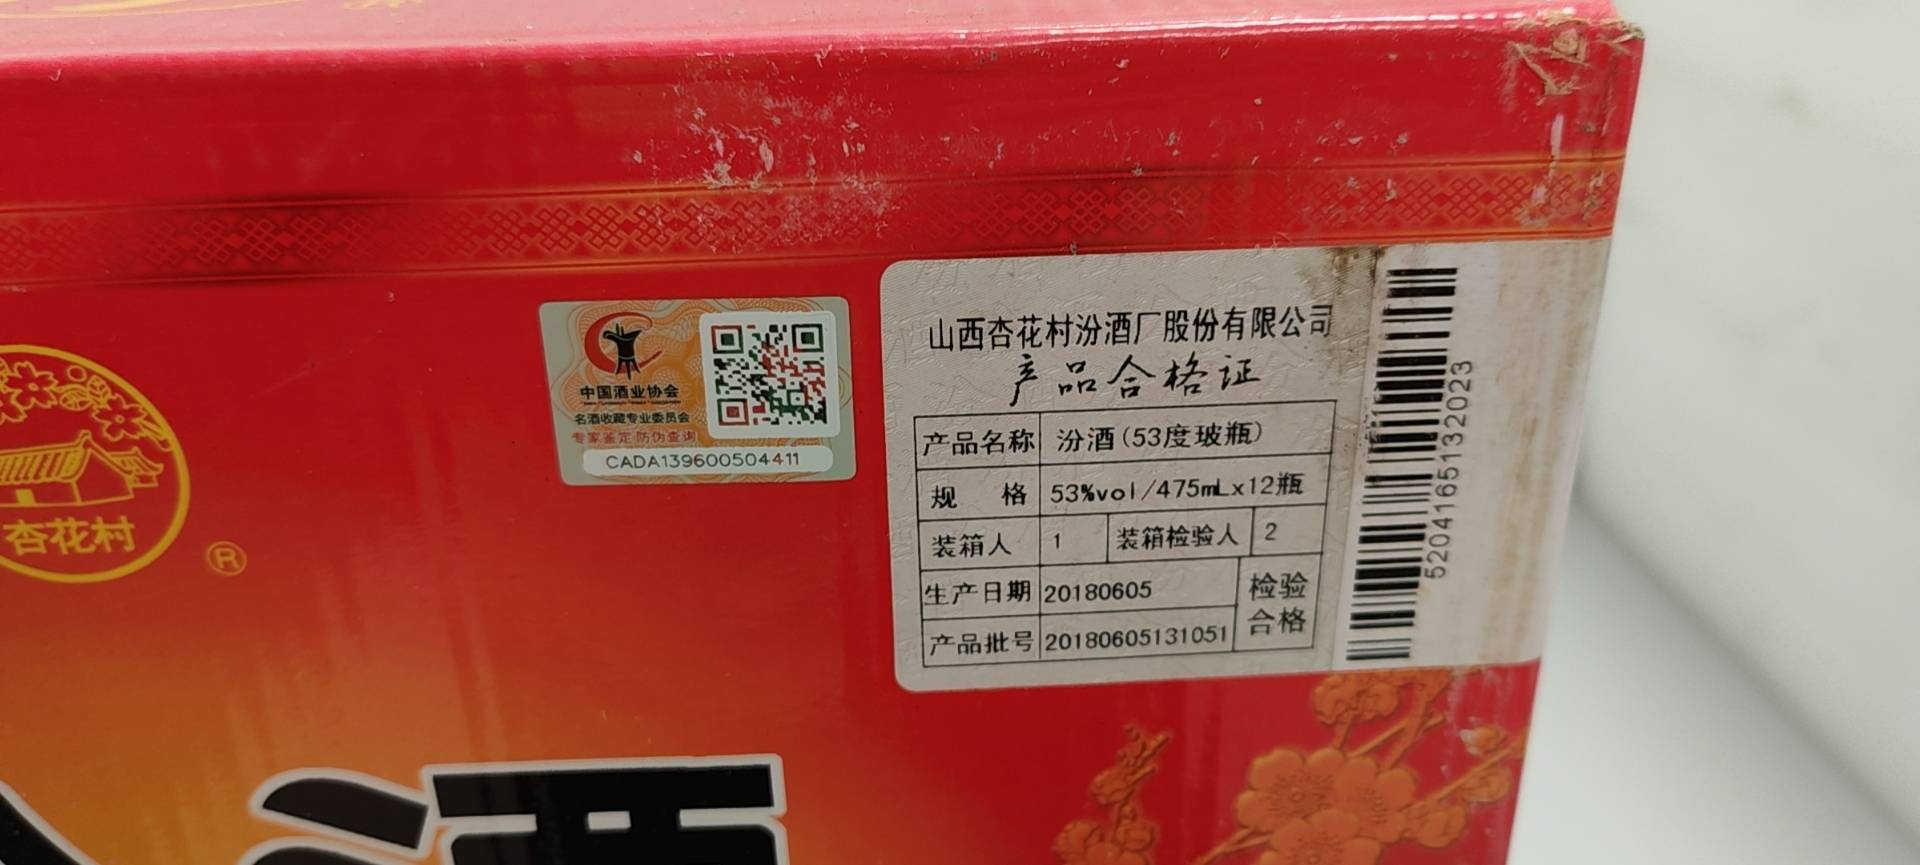 杏花村
®
中国酒业协会
名酒收藏专业委员会
专家鉴定 防伪查询
CADA139600504411
山西杏花村汾酒厂股份有限公司
产品合格证
产品名称 汾酒(53度玻瓶)
规 格 53%vol/475mLx12瓶
装箱人 1 装箱检验人 2
生产日期 20180605
检验合格
产品批号 20180605131051
5204165132023
酒